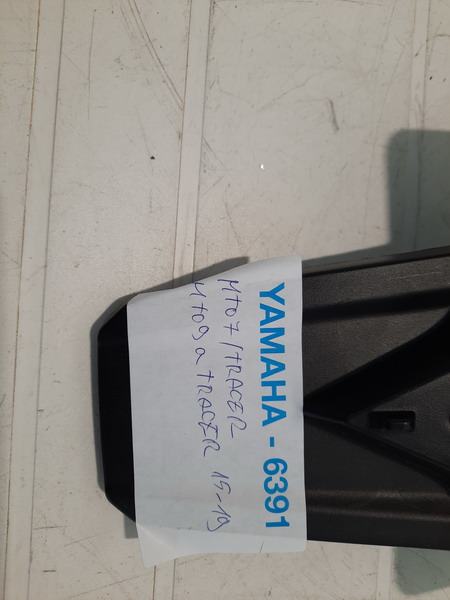 YAMAHA - 6391
MT07/TRACER
MT09 a TRACER 15-19